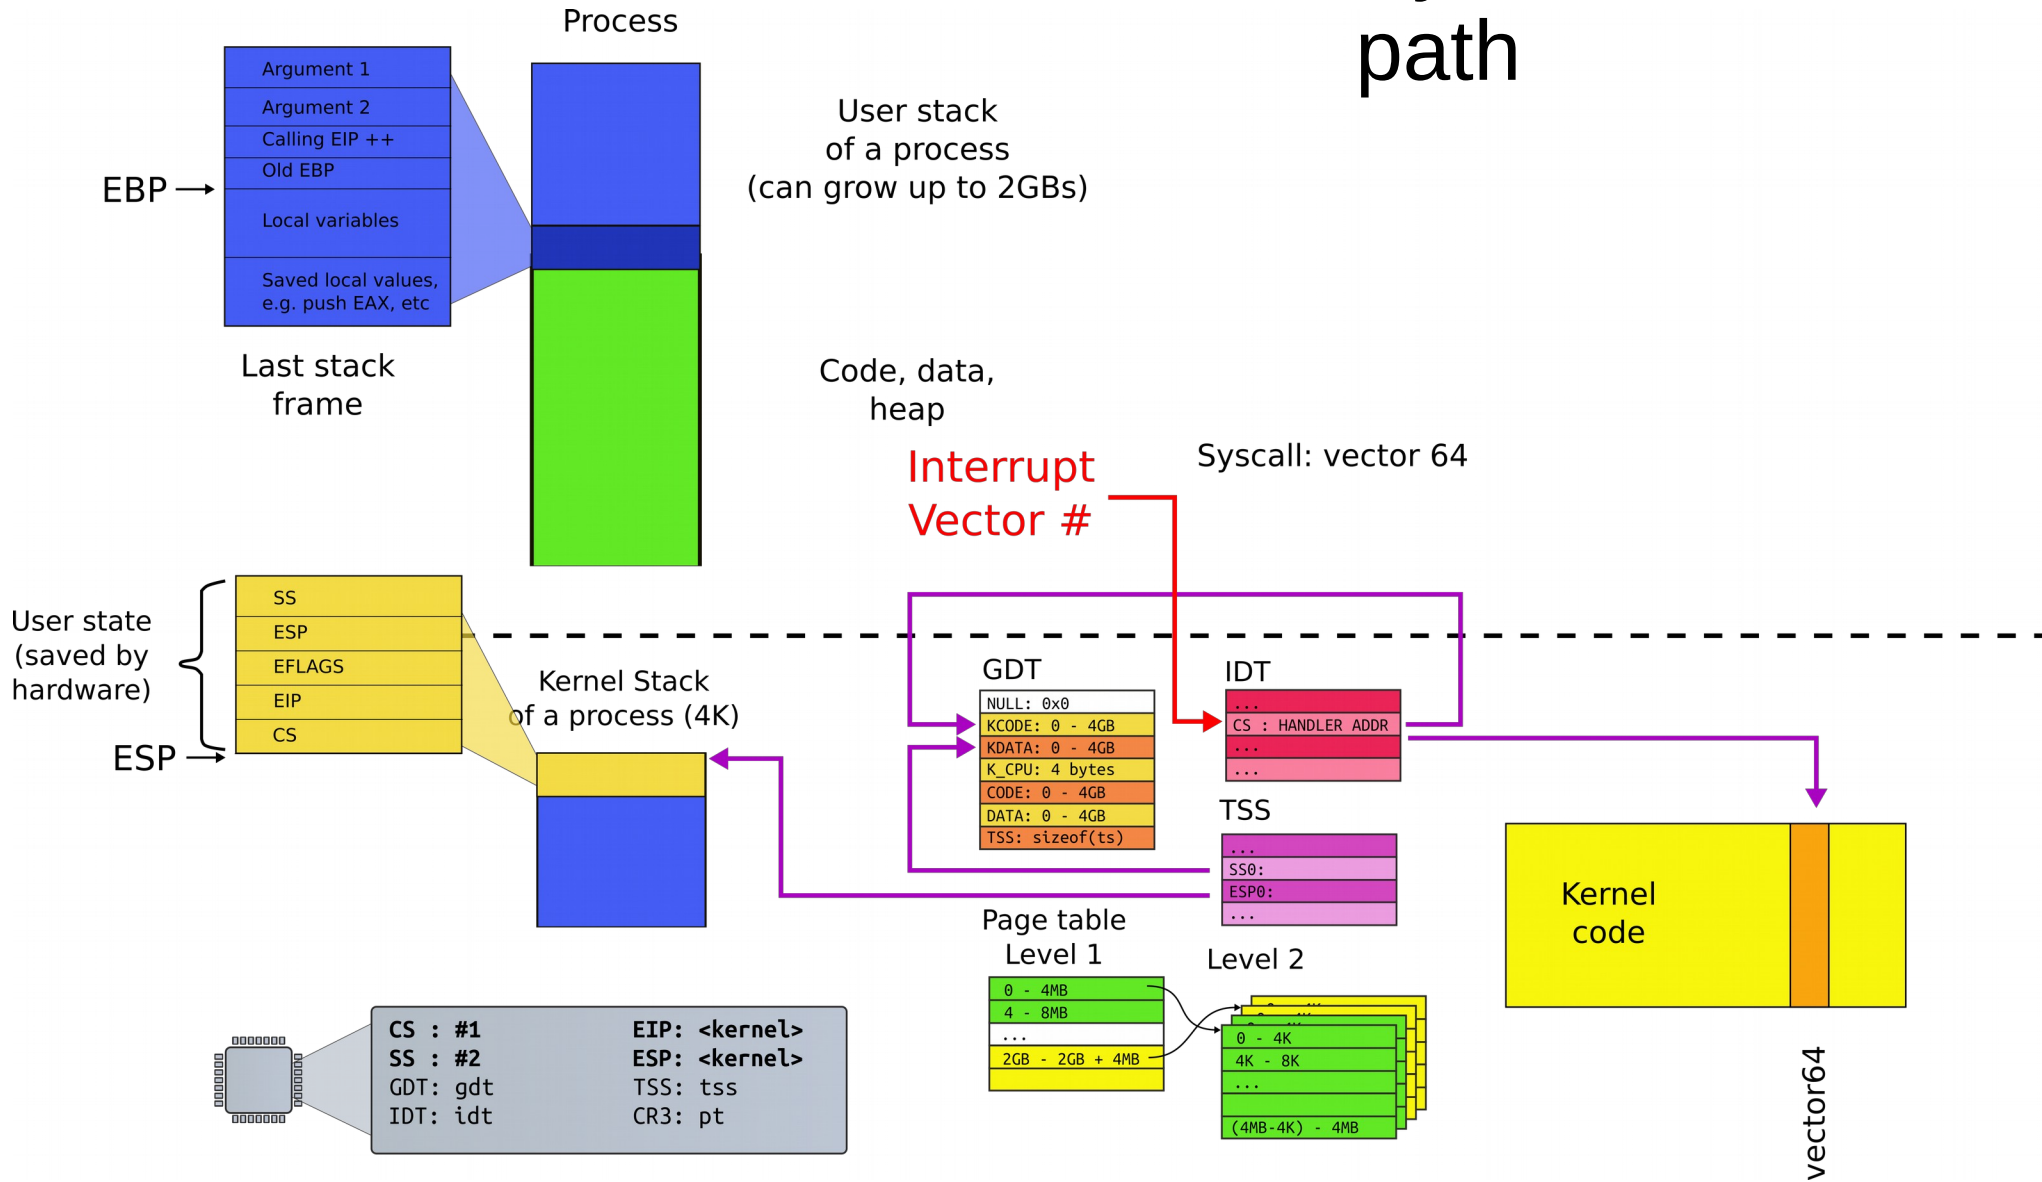 path
Process
Argument 1
Argument 2
Calling EIP ++
Old EBP
EBP
Local variables
Saved local values,
e.g. push EAX, etc
Last stack
frame
User stack
of a process
(can grow up to 2GBs)
Code, data,
heap
Interrupt
Vector #
Syscall: vector 64
User state
(saved by
hardware)
SS
ESP
EFLAGS
EIP
CS
ESP
Kernel Stack
of a process (4K)
GDT
NULL: 0x0
KCODE: 0 - 4GB
KDATA: 0 - 4GB
K_CPU: 4 bytes
CODE: 0 - 4GB
DATA: 0 - 4GB
TSS: sizeof(ts)
IDT
...
CS : HANDLER ADDR
...
...
TSS
...
SS0:
ESP0:
...
Kernel
code
vector64
Page table
Level 1
0 - 4MB
4 - 8MB
...
2GB - 2GB + 4MB
Level 2
0 - 4K
4K - 8K
...
(4MB-4K) - 4MB
CS : #1
SS : #2
GDT: gdt
IDT: idt
EIP: <kernel>
ESP: <kernel>
TSS: tss
CR3: pt